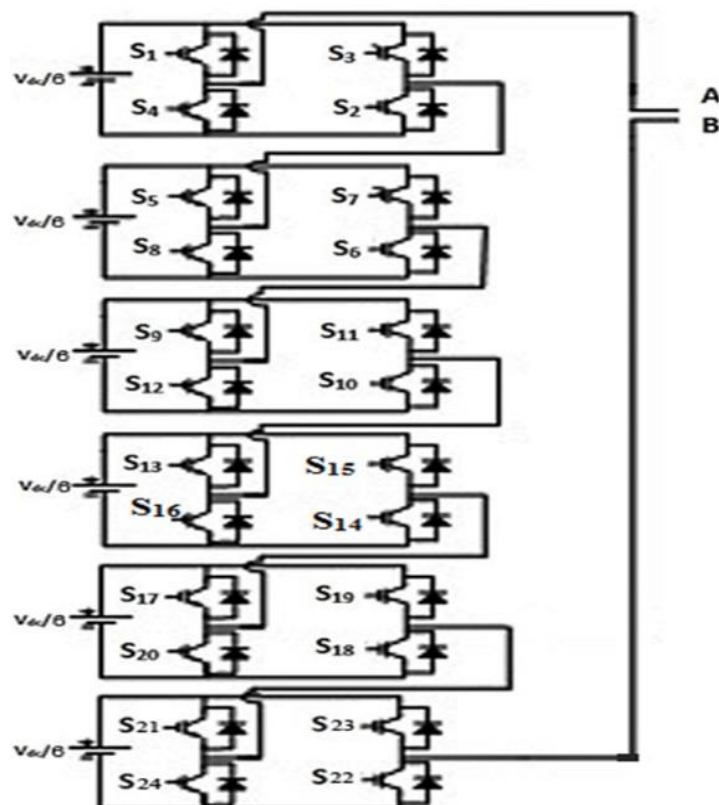 S1 S3
Vdc/6
S4 S2
A
B
S5 S7
Vdc/6
S8 S6
S9 S11
Vdc/6
S12 S10
S13 S15
Vdc/6
S16 S14
S17 S19
Vdc/6
S20 S18
S21 S23
Vdc/6
S24 S22